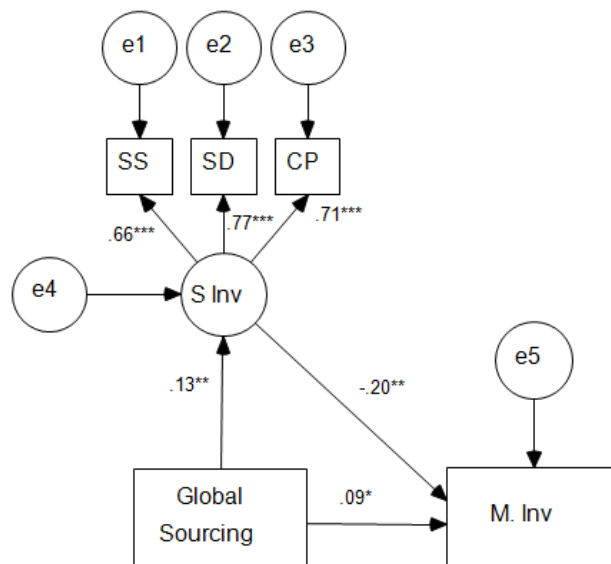 e1
e2
e3
SS
SD
CP
.66***
.77***
.71***
e4
S Inv
e5
.13**
-.20**
Global
Sourcing
.09*
M. Inv